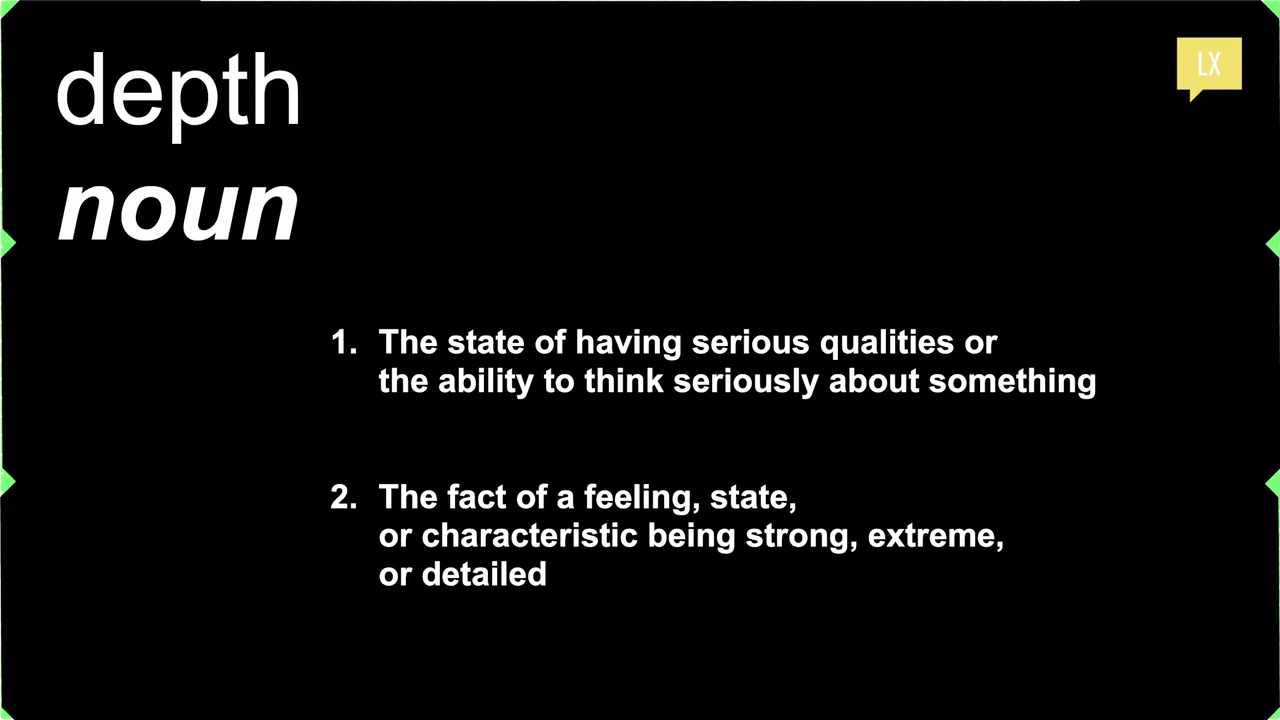 depth
LX
noun
1. The state of having serious qualities or
the ability to think seriously about something
2. The fact of a feeling, state,
or characteristic being strong, extreme,
or detailed